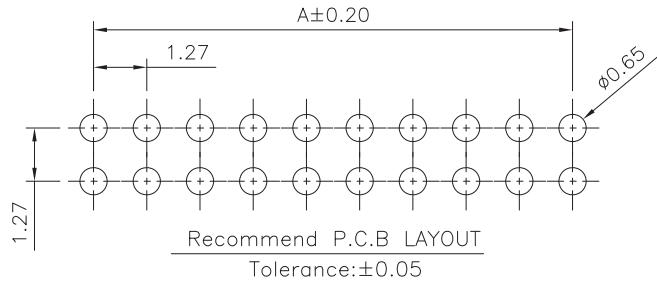 A±0.20
1.27
ø0.65
1.27
Recommend P.C.B LAYOUT
Tolerance:±0.05